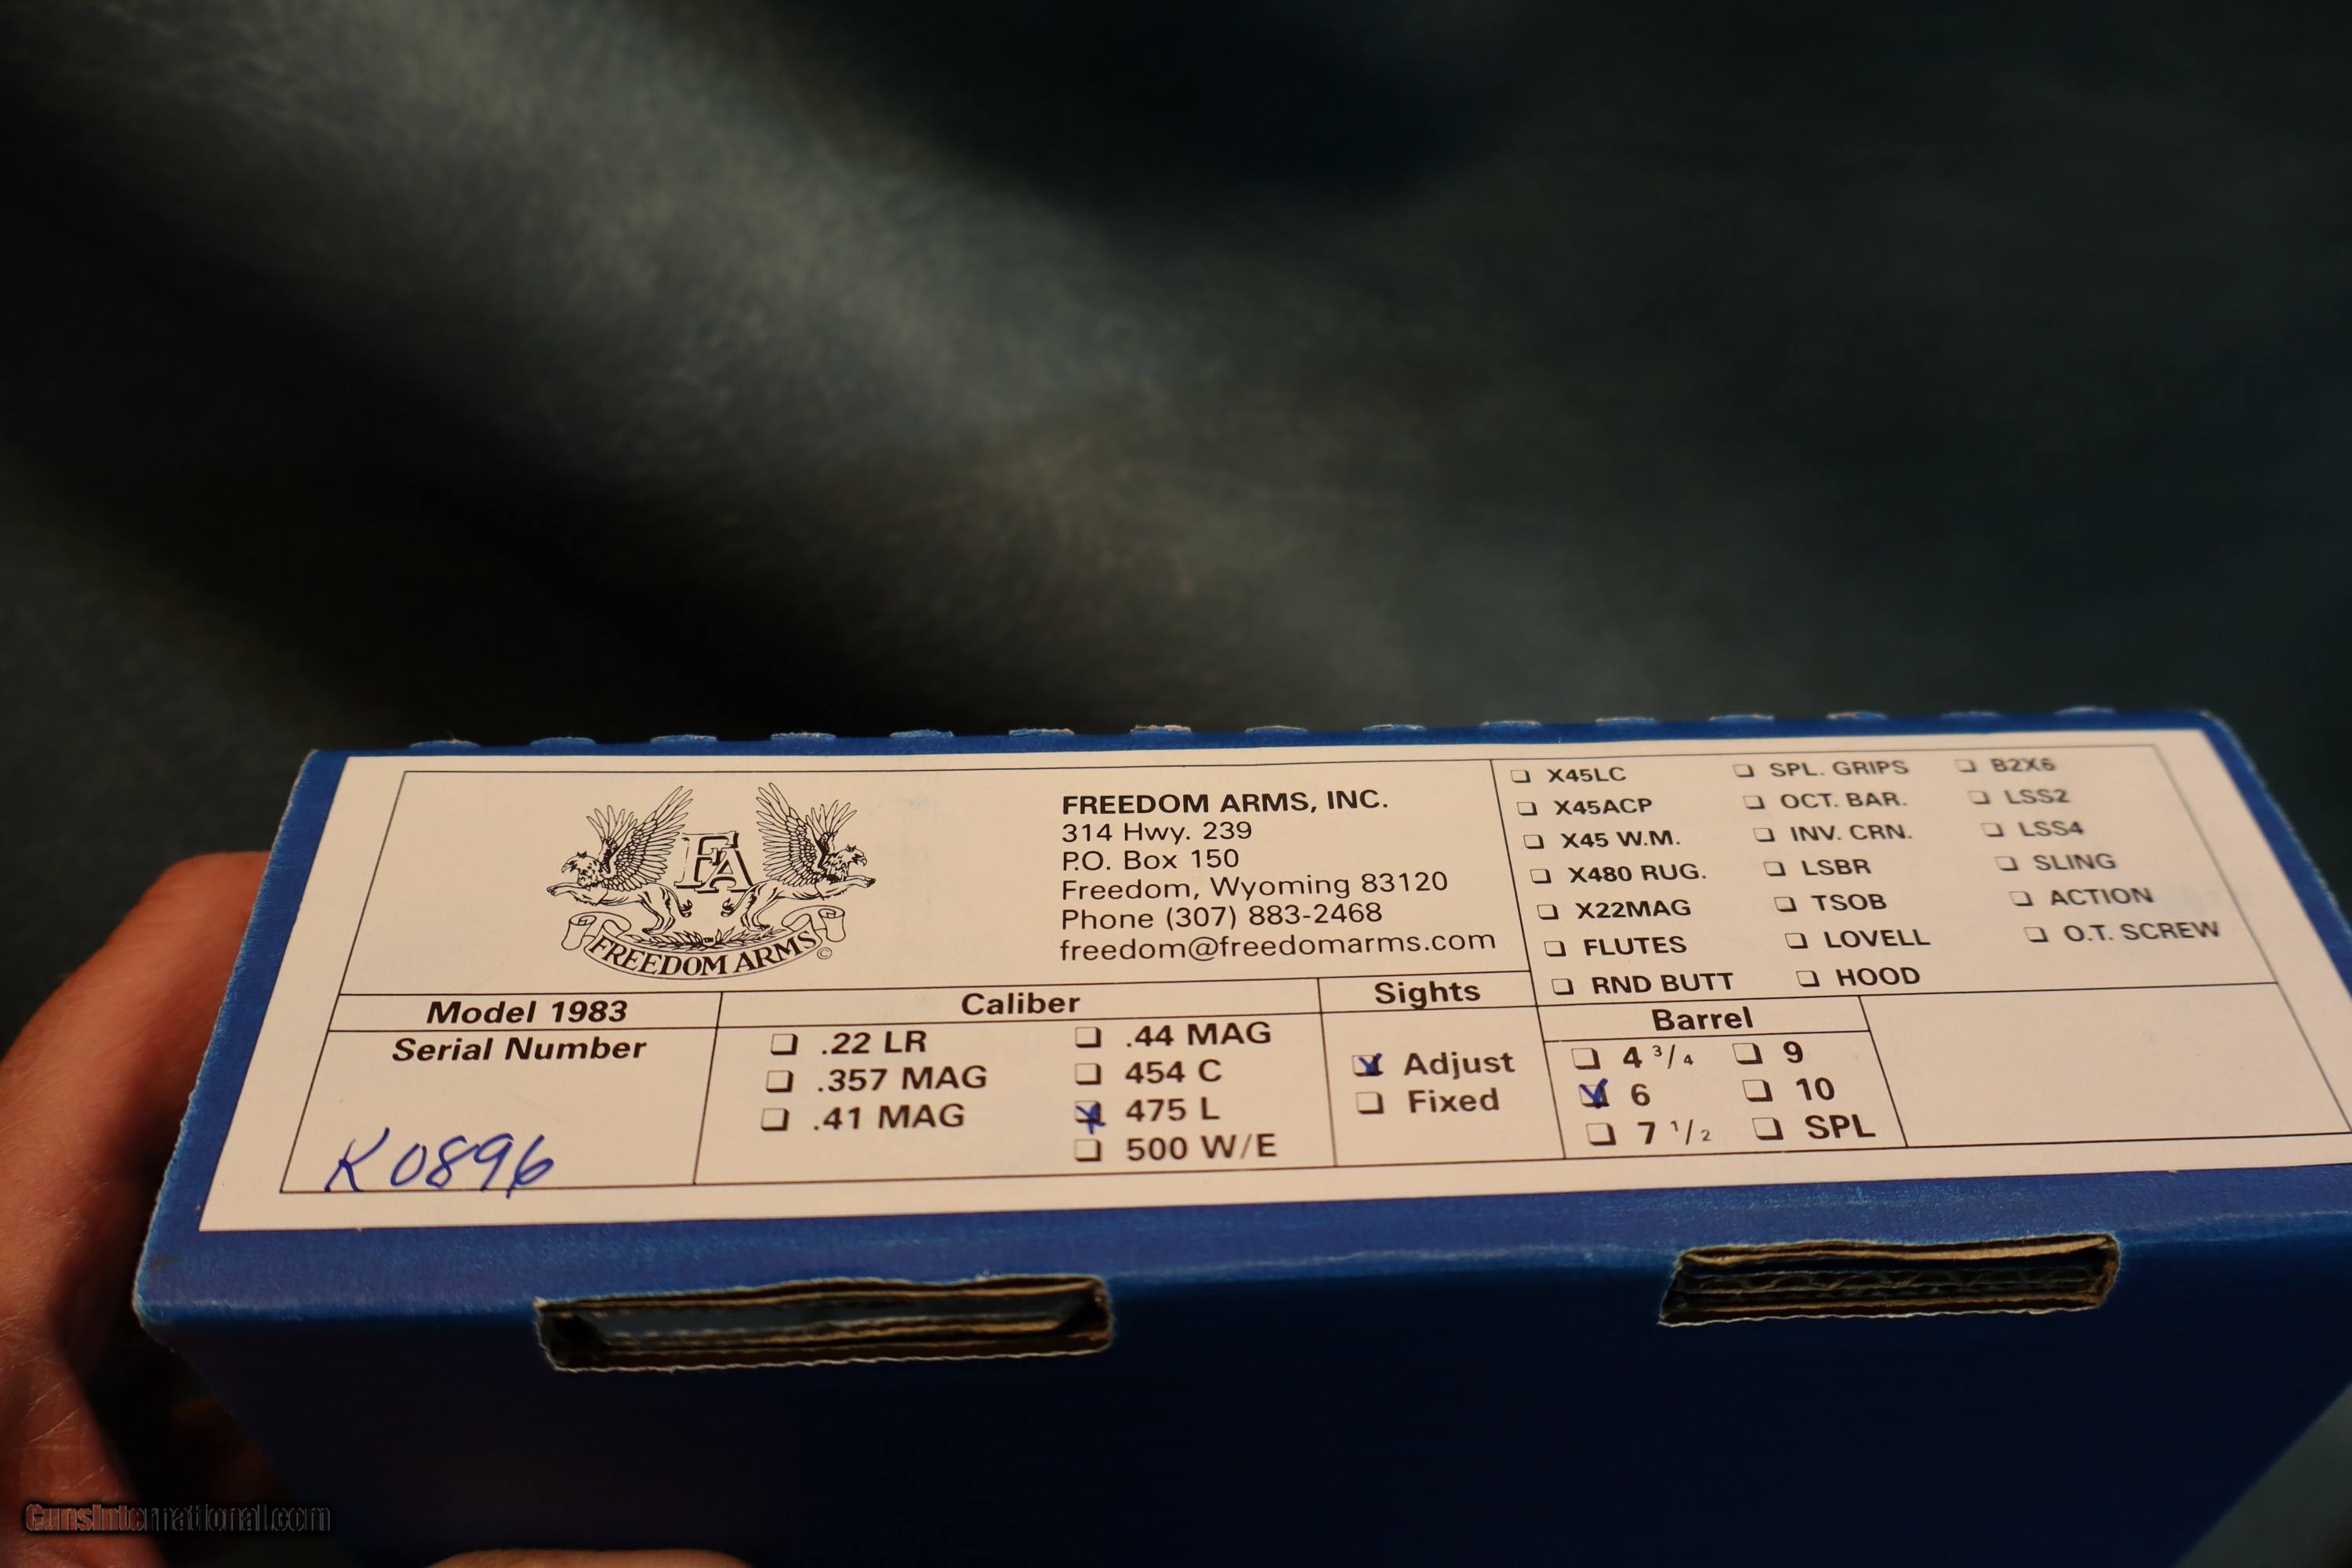 FA
FREEDOM ARMS ©
FREEDOM ARMS, INC.
314 Hwy. 239
P.O. Box 150
Freedom, Wyoming 83120
Phone (307) 883-2468
freedom@freedomarms.com
X45LC
X45ACP
X45 W.M.
X480 RUG.
X22MAG
FLUTES
RND BUTT
SPL. GRIPS
OCT. BAR.
INV. CRN.
LSBR
TSOB
LOVELL
HOOD
B2X6
LSS2
LSS4
SLING
ACTION
O.T. SCREW
Model 1983
Serial Number
K0896
Caliber
.22 LR
.357 MAG
.41 MAG
.44 MAG
454 C
475 L
500 W/E
Sights
Adjust
Fixed
Barrel
4 3/4
6
7 1/2
9
10
SPL
GunsInternational.com